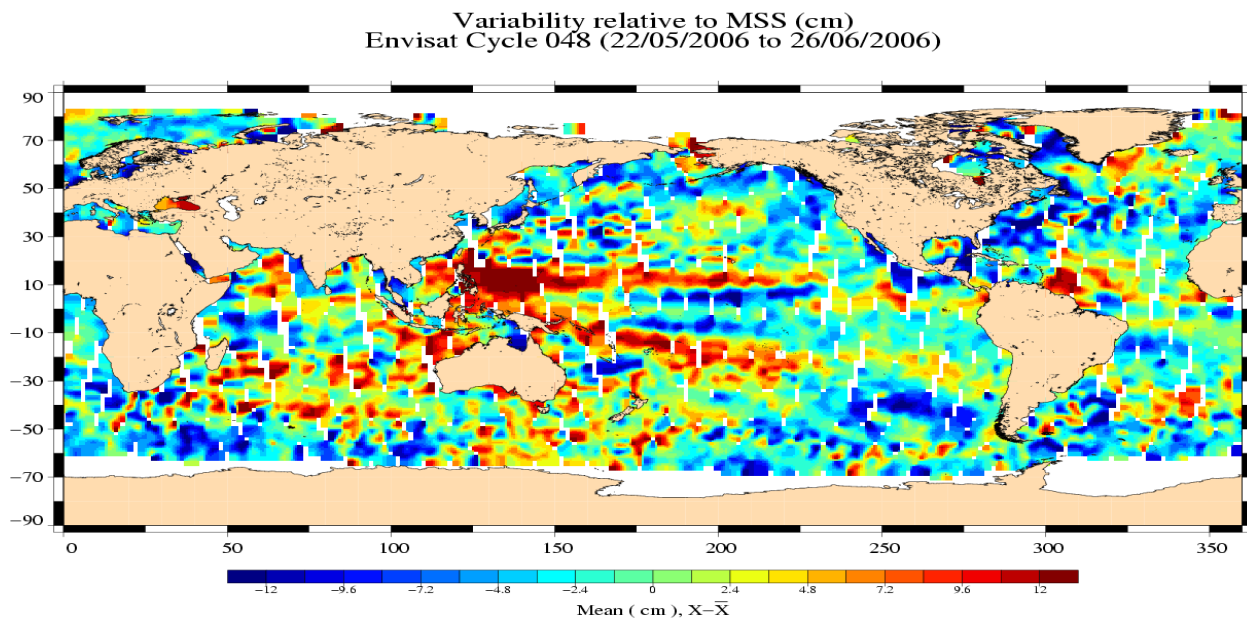 Variability relative to MSS (cm)
Envisat Cycle 048 (22/05/2006 to 26/06/2006)
90
70
50
30
10
−10
−30
−50
−70
−90
0 50 100 150 200 250 300 350
−12 −9.6 −7.2 −4.8 −2.4 0 2.4 4.8 7.2 9.6 12
Mean ( cm ), X−X̅